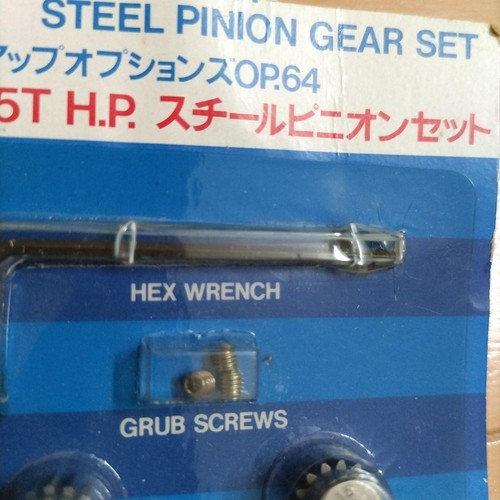 STEEL PINION GEAR SET
アップオプションズOP.64
5T H.P. スチールピニオンセット
HEX WRENCH
GRUB SCREWS